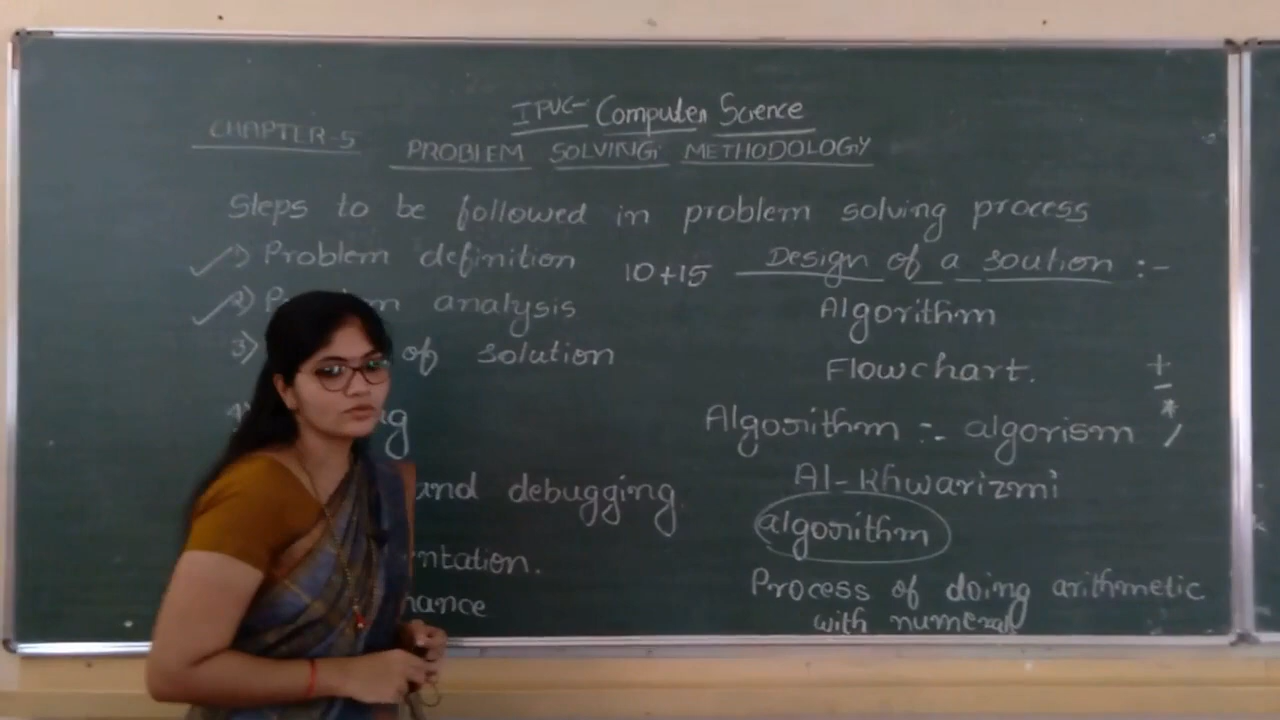 IPUC- Computer Science
CHAPTER-5 PROBLEM SOLVING METHODOLOGY
Steps to be followed in problem solving process
1) Problem definition
2) analysis
3) of solution
4)
and debugging
10+15
Design of a soution :-
Algorithm
Flowchart.
+
-
*
/
Algorithm :- algorism
Al-khwarizmi
algorithm
Process of doing arithmetic
with numerals